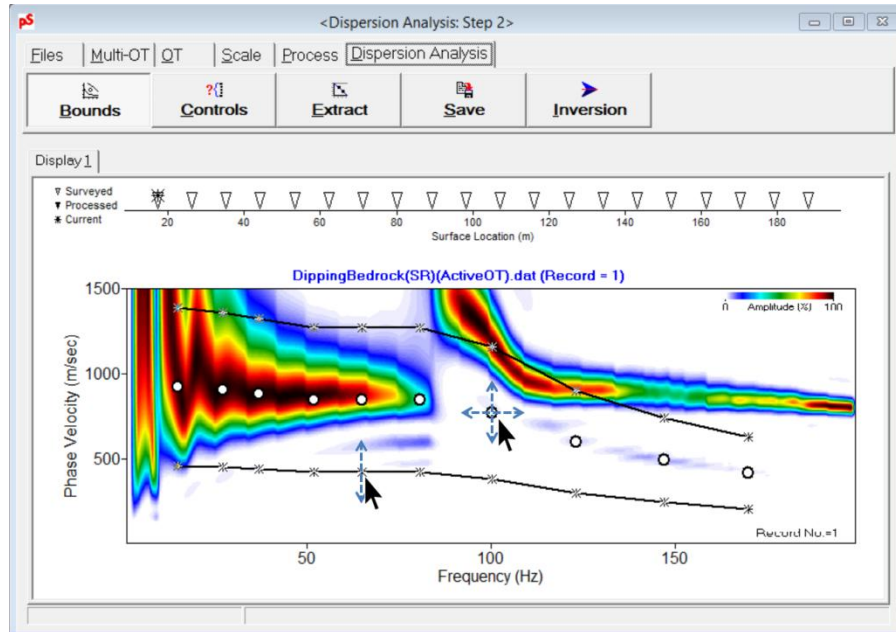 pS <Dispersion Analysis: Step 2>
Files Multi-OT OT Scale Process Dispersion Analysis
?{} 
Bounds Controls Extract Save Inversion
Display 1
Surveyed
Processed
Current
20 40 60 80 100 120 140 160 180
Surface Location (m)
DippingBedrock(SR)(ActiveOT).dat (Record = 1)
1500
0 Amplitude (%) 100
1000
Phase Velocity (m/sec)
500
Record No.=1
50 100 150
Frequency (Hz)